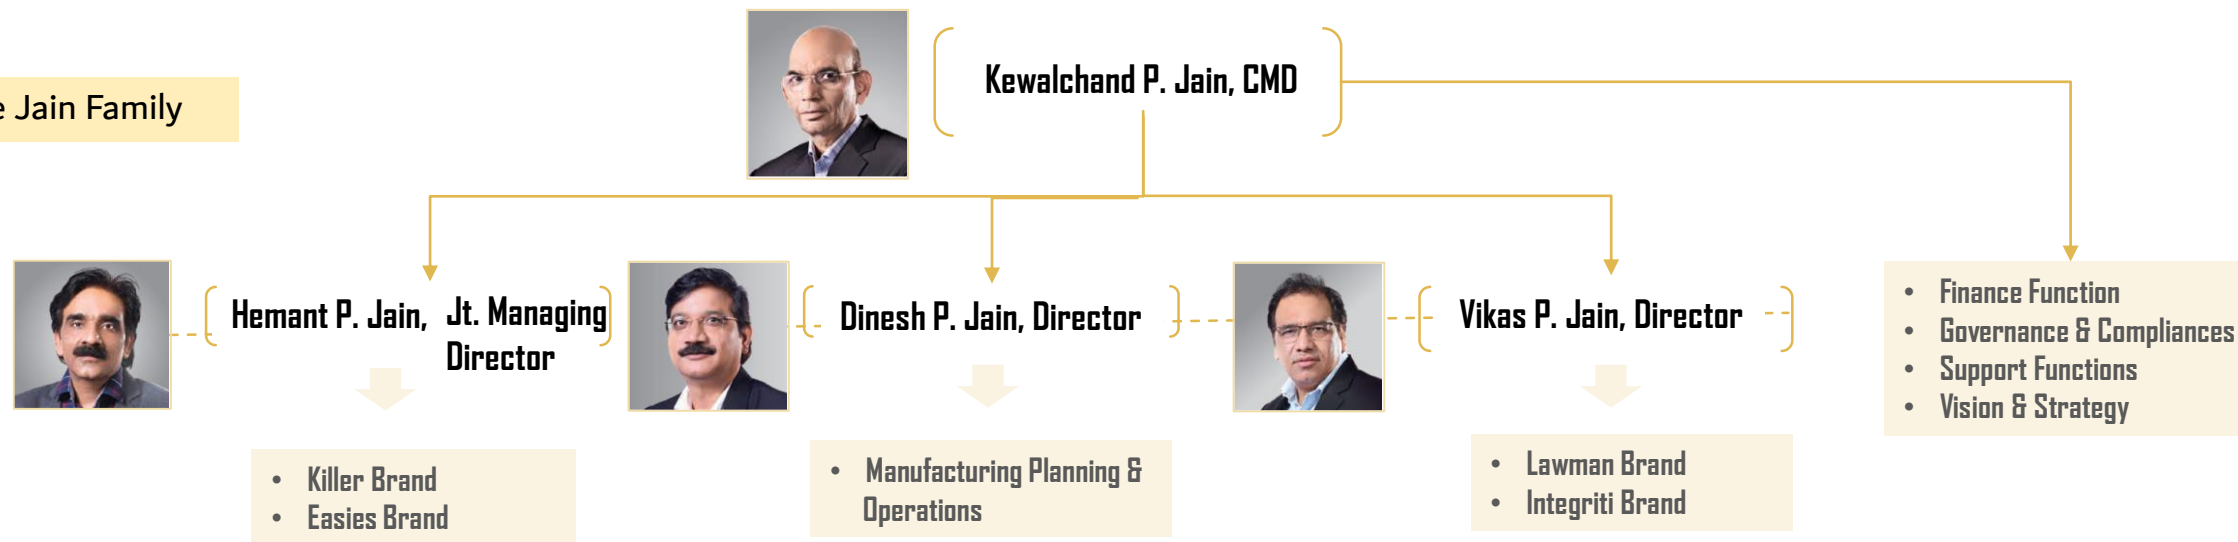 Jain Family
Kewalchand P. Jain, CMD
Hemant P. Jain, Jt. Managing
Director
Dinesh P. Jain, Director
Vikas P. Jain, Director
• Finance Function
• Governance & Compliances
• Support Functions
• Vision & Strategy
• Killer Brand
• Easies Brand
• Manufacturing Planning &
Operations
• Lawman Brand
• Integriti Brand